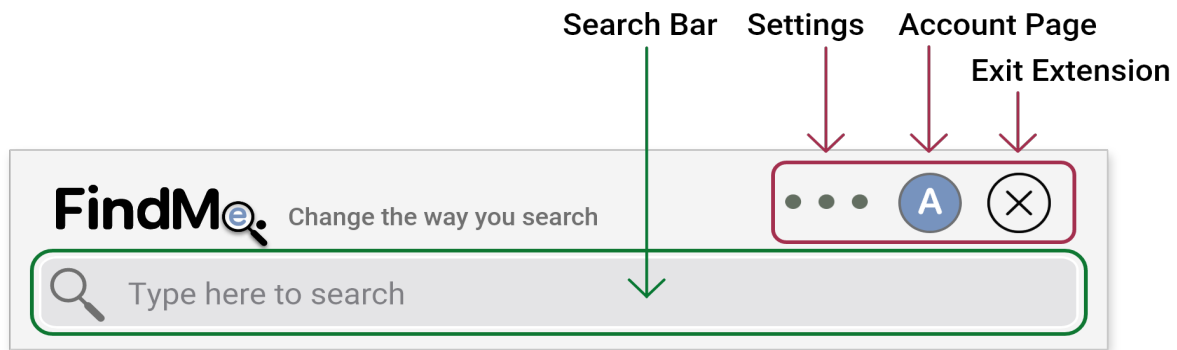 Search Bar Settings Account Page
Exit Extension
FindMe. Change the way you search
A
Type here to search